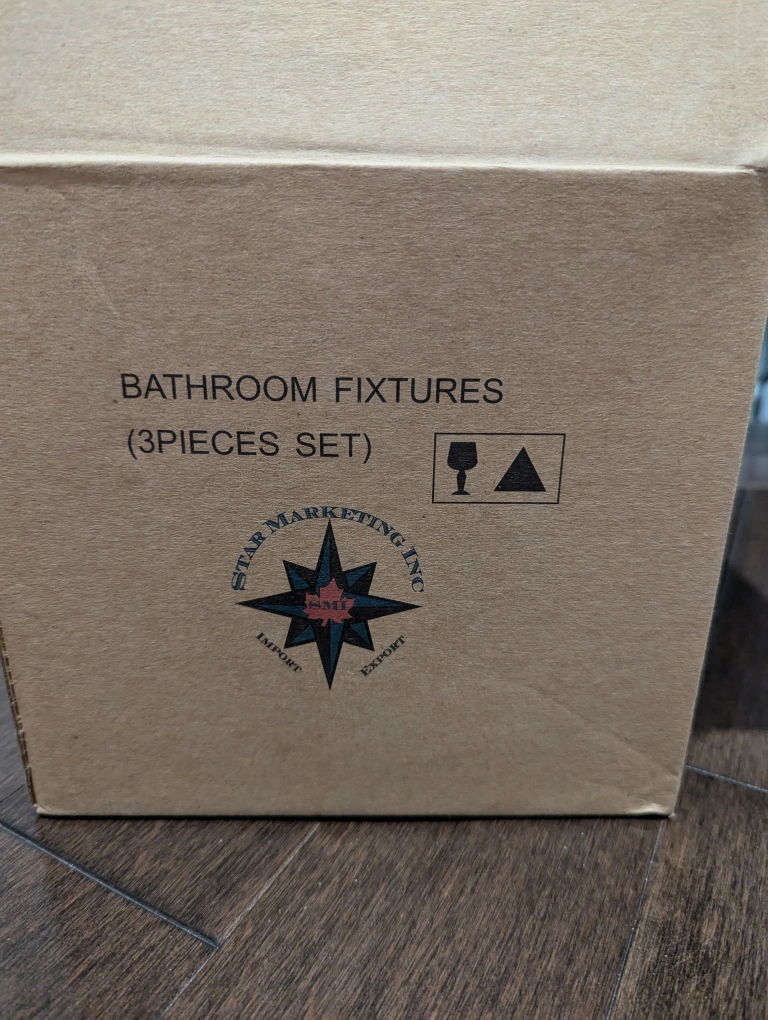 BATHROOM FIXTURES
(3PIECES SET)
STAR MARKETING INC
SMI
IMPORT
EXPORT